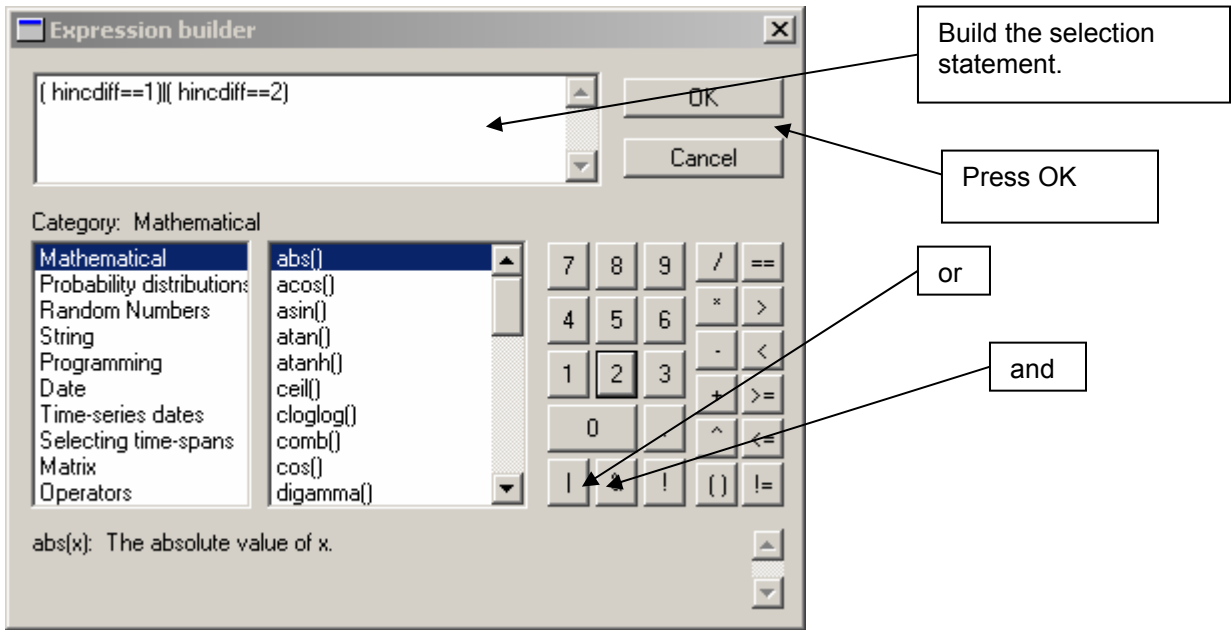 Expression builder
( hincdiff==1)|( hincdiff==2)
OK
Cancel
Build the selection
statement.
Press OK
or
and
Category: Mathematical
Mathematical
Probability distributions
Random Numbers
String
Programming
Date
Time-series dates
Selecting time-spans
Matrix
Operators
abs()
acos()
asin()
atan()
atanh()
ceil()
cloglog()
comb()
cos()
digamma()
7 8 9 / ==
4 5 6 * >
1 2 3 - <
+ >=
0 . ^ <=
| & ! () !=
abs(x): The absolute value of x.